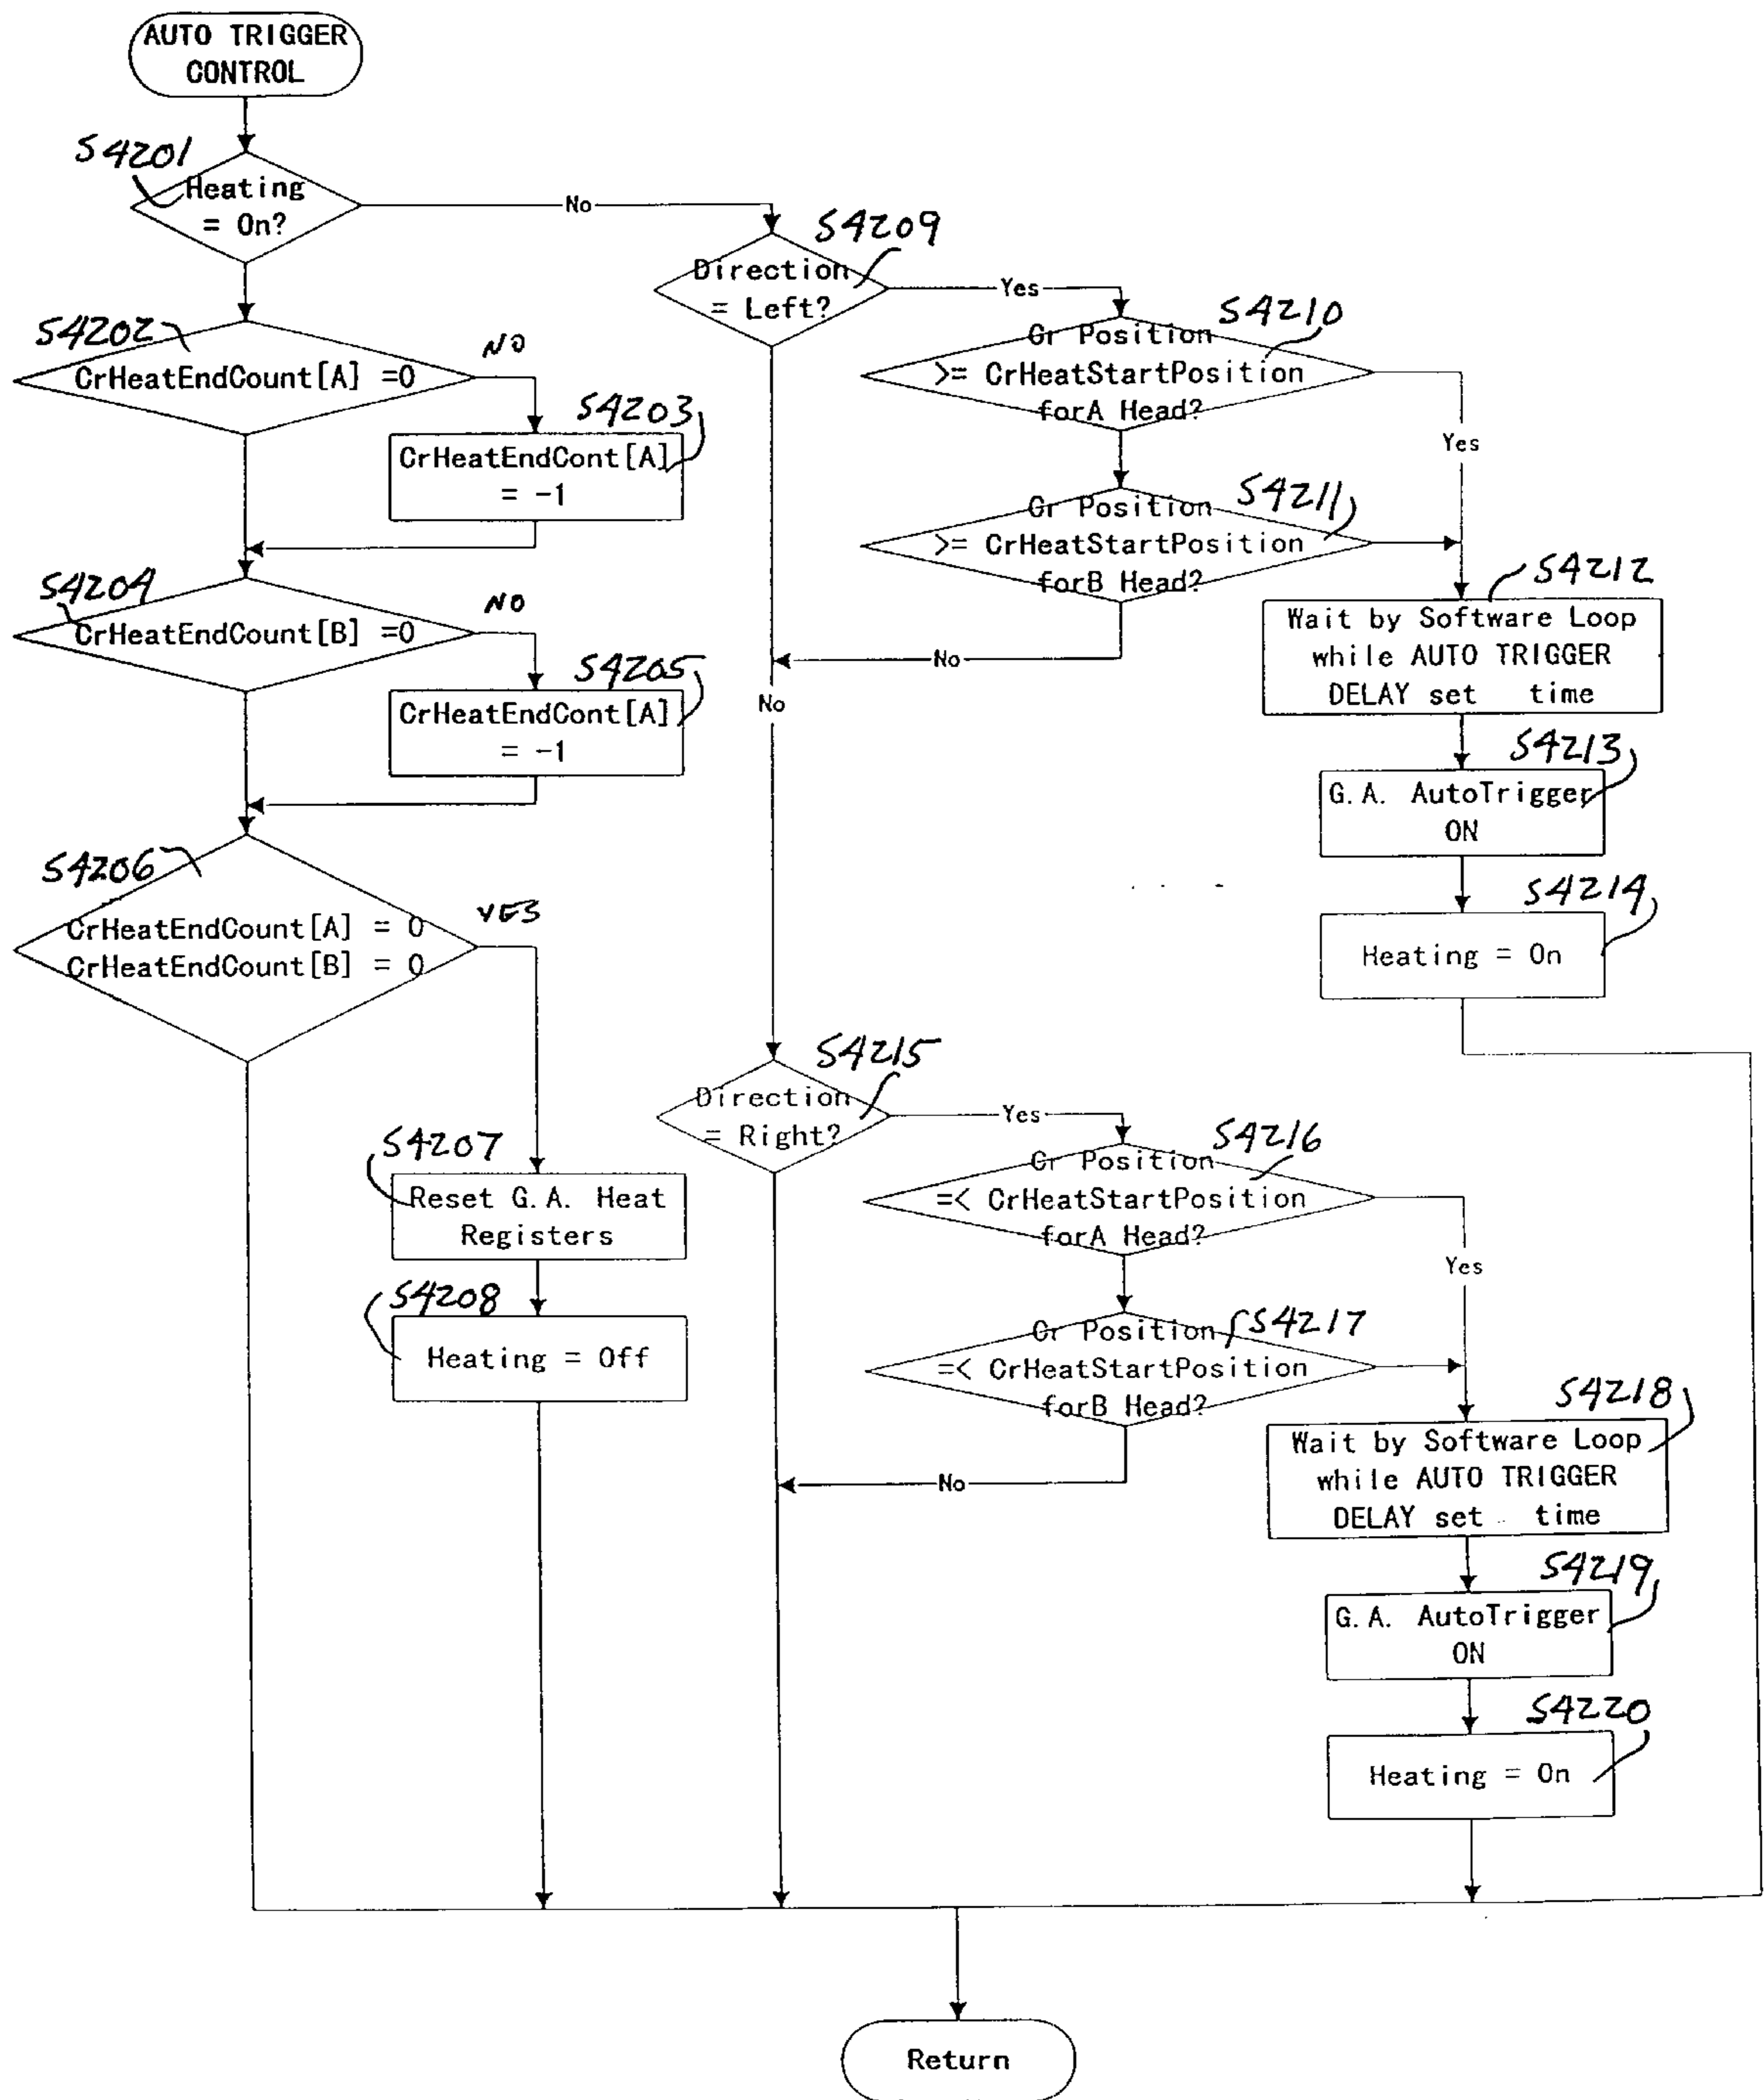 AUTO TRIGGER
CONTROL
S4201
Heating
= On?
No
S4202
CrHeatEndCount[A] =0
NO
S4203
CrHeatEndCont[A]
= -1
S4204
CrHeatEndCount[B] =0
NO
S4205
CrHeatEndCont[A]
= -1
S4206
CrHeatEndCount[A] = 0
CrHeatEndCount[B] = 0
YES
S4207
Reset G.A. Heat
Registers
S4208
Heating = Off
S4209
Direction
= Left?
Yes
No
S4210
Cr Position
>= CrHeatStartPosition
forA Head?
Yes
S4211
Cr Position
>= CrHeatStartPosition
forB Head?
No
S4212
Wait by Software Loop
while AUTO TRIGGER
DELAY set time
S4213
G.A. AutoTrigger
ON
S4214
Heating = On
S4215
Direction
= Right?
Yes
S4216
Cr Position
=< CrHeatStartPosition
forA Head?
Yes
S4217
Cr Position
=< CrHeatStartPosition
forB Head?
No
S4218
Wait by Software Loop
while AUTO TRIGGER
DELAY set time
S4219
G.A. AutoTrigger
ON
S4220
Heating = On
Return